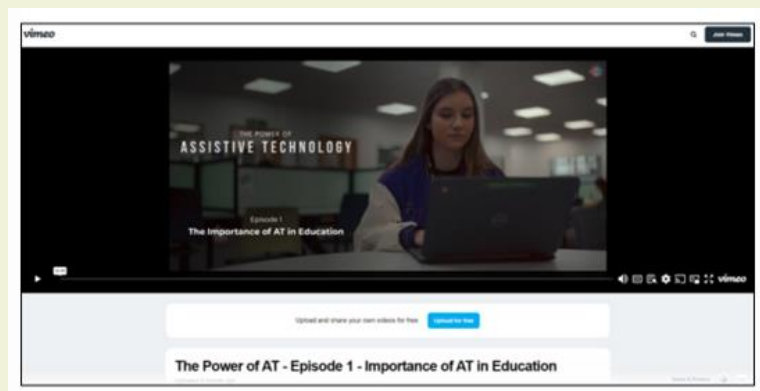 vimeo
Join Vimeo
THE POWER OF
ASSISTIVE TECHNOLOGY
Episode 1
The Importance of AT in Education
vimeo
Upload and share your own videos for free
Upload for free
The Power of AT - Episode 1 - Importance of AT in Education